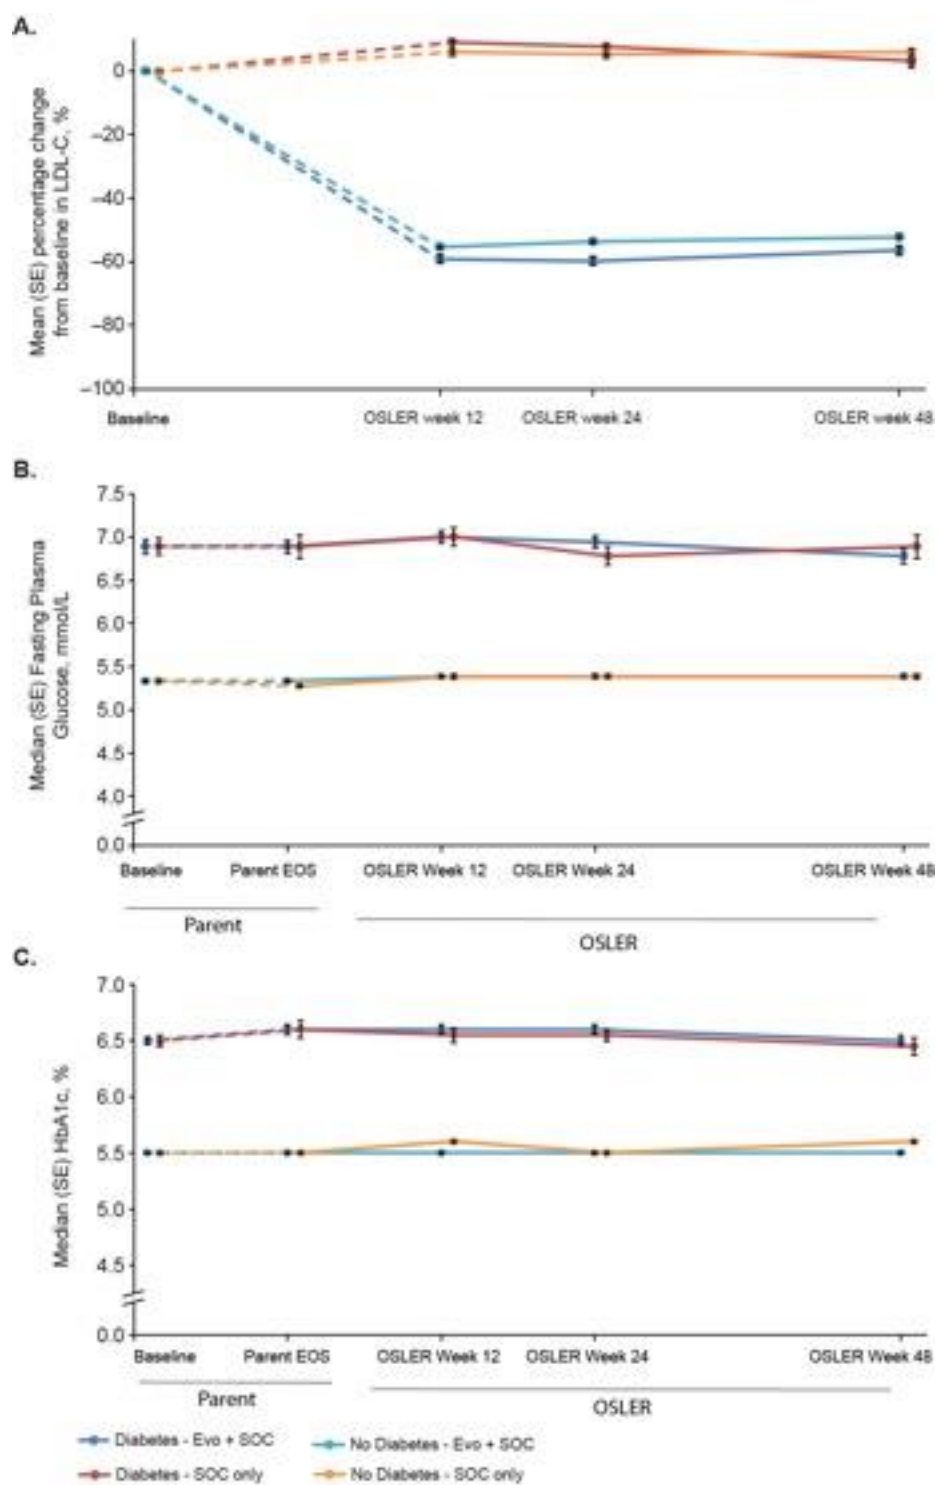 A.
Mean (SE) percentage change
from baseline in LDL-C, %
0
–20
–40
–60
–80
–100
Baseline OSLER week 12 OSLER week 24 OSLER week 48
B.
Median (SE) Fasting Plasma
Glucose, mmol/L
7.5
7.0
6.5
6.0
5.5
5.0
4.5
4.0
0.0
Baseline Parent EOS OSLER Week 12 OSLER Week 24 OSLER Week 48
Parent OSLER
C.
Median (SE) HbA1c, %
7.0
6.5
6.0
5.5
5.0
4.5
0.0
Baseline Parent EOS OSLER Week 12 OSLER Week 24 OSLER Week 48
Parent OSLER
Diabetes - Evo + SOC No Diabetes - Evo + SOC
Diabetes - SOC only No Diabetes - SOC only